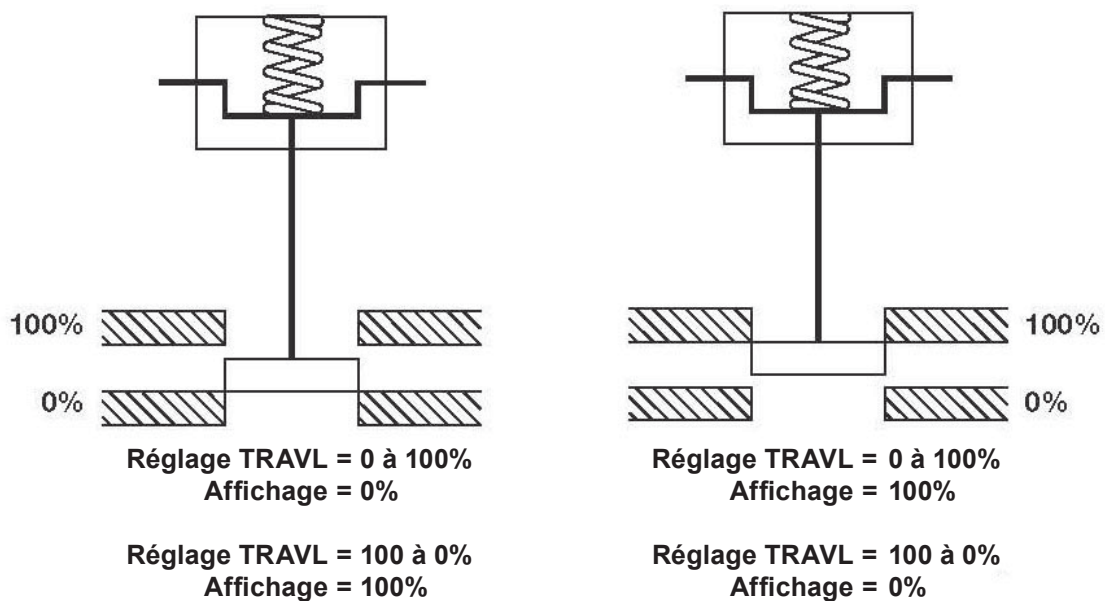 100%
0%
100%
0%
Réglage TRAVL = 0 à 100%
Affichage = 0%
Réglage TRAVL = 100 à 0%
Affichage = 100%
Réglage TRAVL = 0 à 100%
Affichage = 100%
Réglage TRAVL = 100 à 0%
Affichage = 0%